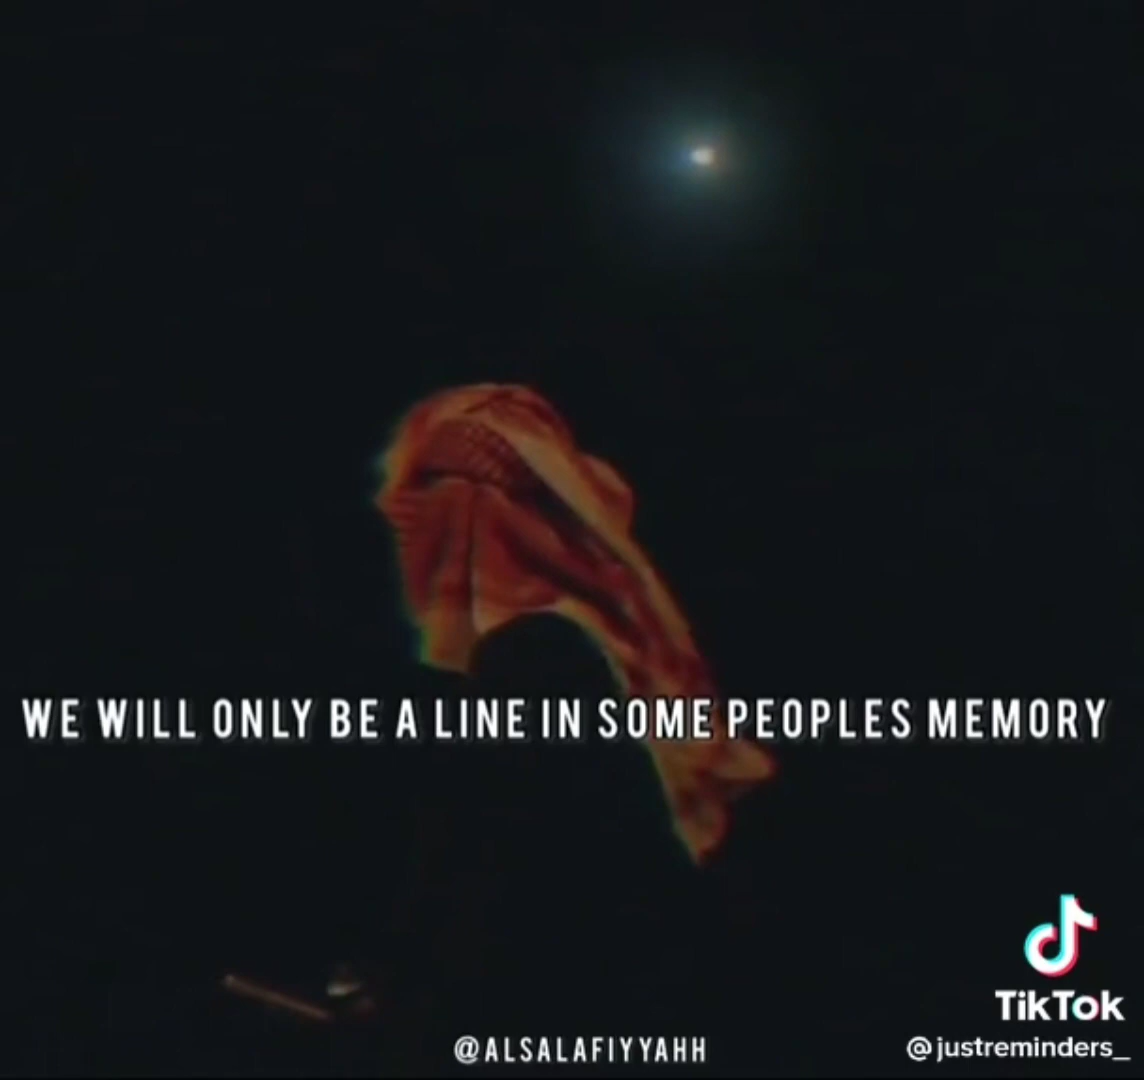 WE WILL ONLY BE A LINE IN SOME PEOPLES MEMORY
TikTok
@ALSALAFIYYAHH
@justreminders_